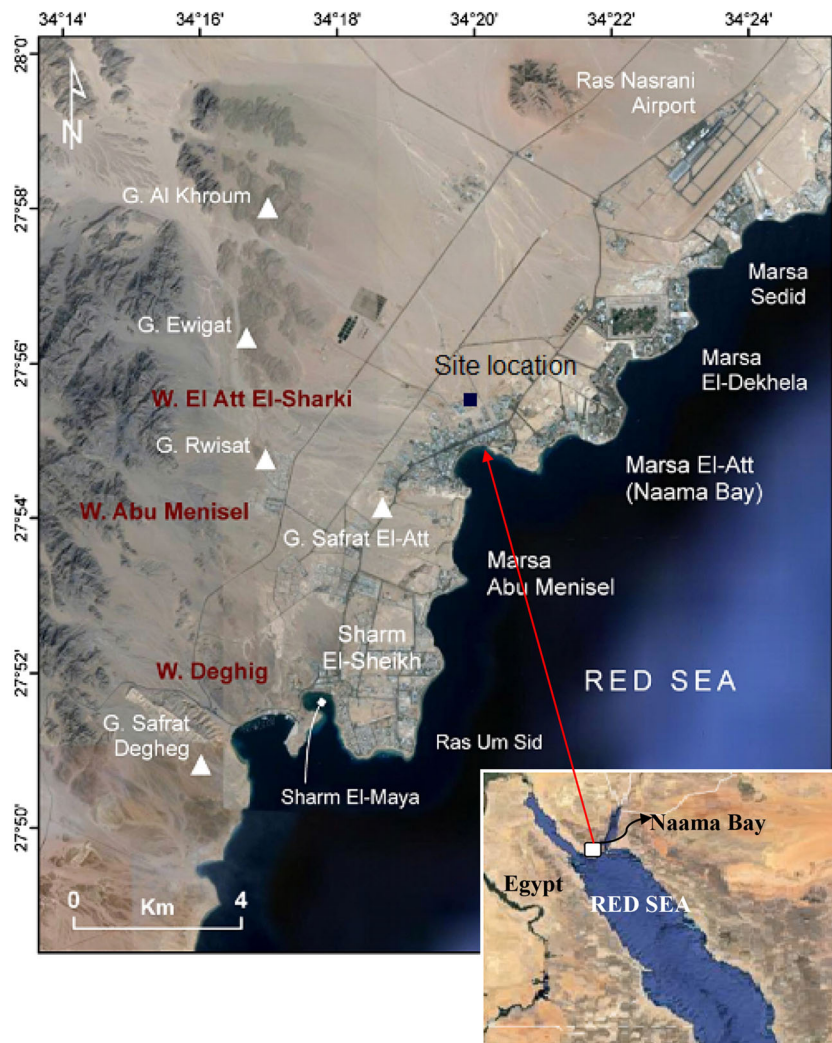 34°14' 34°16' 34°18' 34°20' 34°22' 34°24'
28°0'
27°58'
27°56'
27°54'
27°52'
27°50'
N
Ras Nasrani
Airport
G. Al Khroum
Marsa
Sedid
G. Ewigat
Site location
Marsa
El-Dekhela
W. El Att El-Sharki
G. Rwisat
Marsa El-Att
(Naama Bay)
W. Abu Menisel
G. Safrat El-Att
Marsa
Abu Menisel
Sharm
El-Sheikh
W. Deghig
RED SEA
G. Safrat
Degheg
Ras Um Sid
Sharm El-Maya
0 Km 4
Naama Bay
Egypt
RED SEA